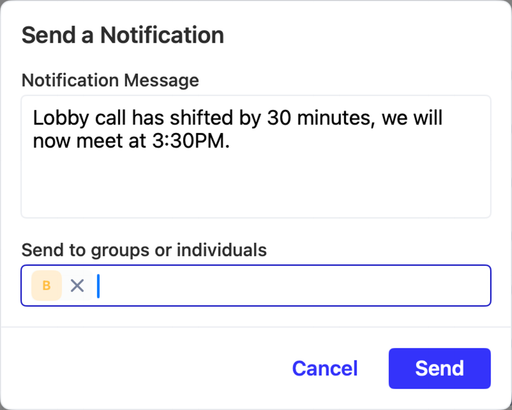 Send a Notification
Notification Message
Lobby call has shifted by 30 minutes, we will
now meet at 3:30PM.
Send to groups or individuals
B
Cancel
Send